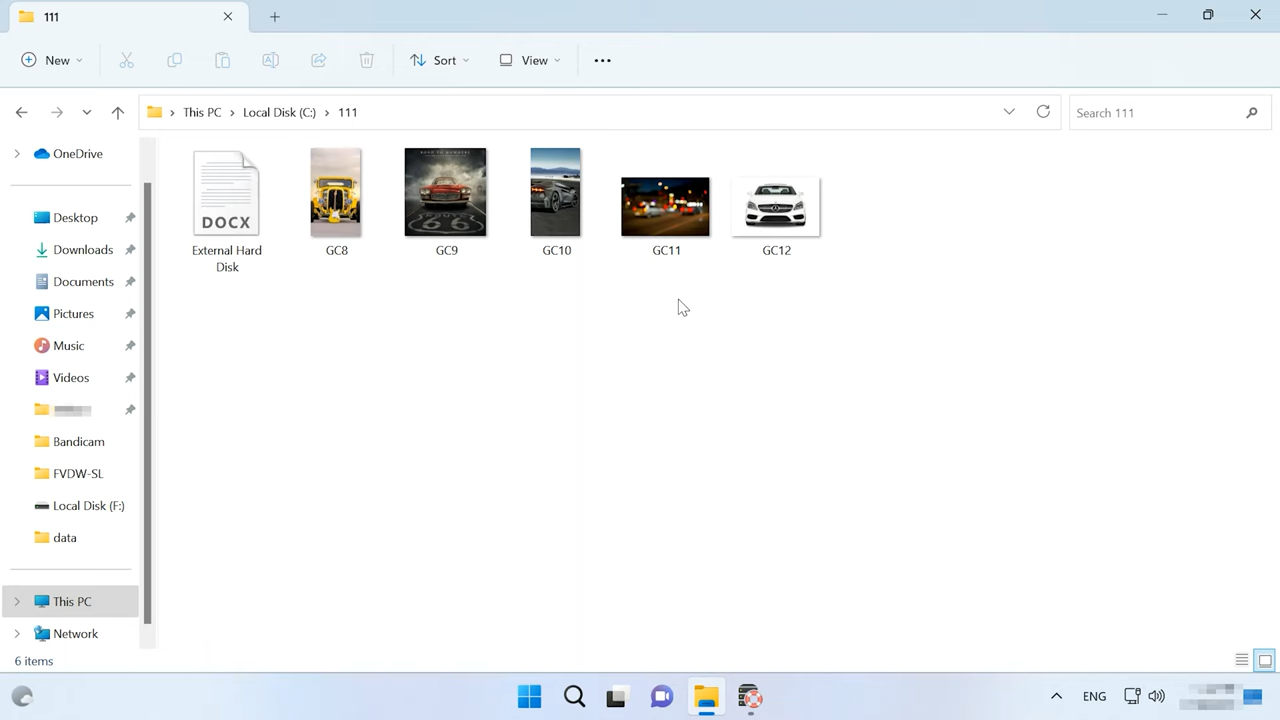 111
New
Sort
View
This PC
Local Disk (C:)
111
Search 111
OneDrive
Desktop
Downloads
Documents
Pictures
Music
Videos
Bandicam
FVDW-SL
Local Disk (F:)
data
This PC
Network
DOCX
External Hard
Disk
GC8
GC9
66
GC10
GC11
GC12
6 items
ENG